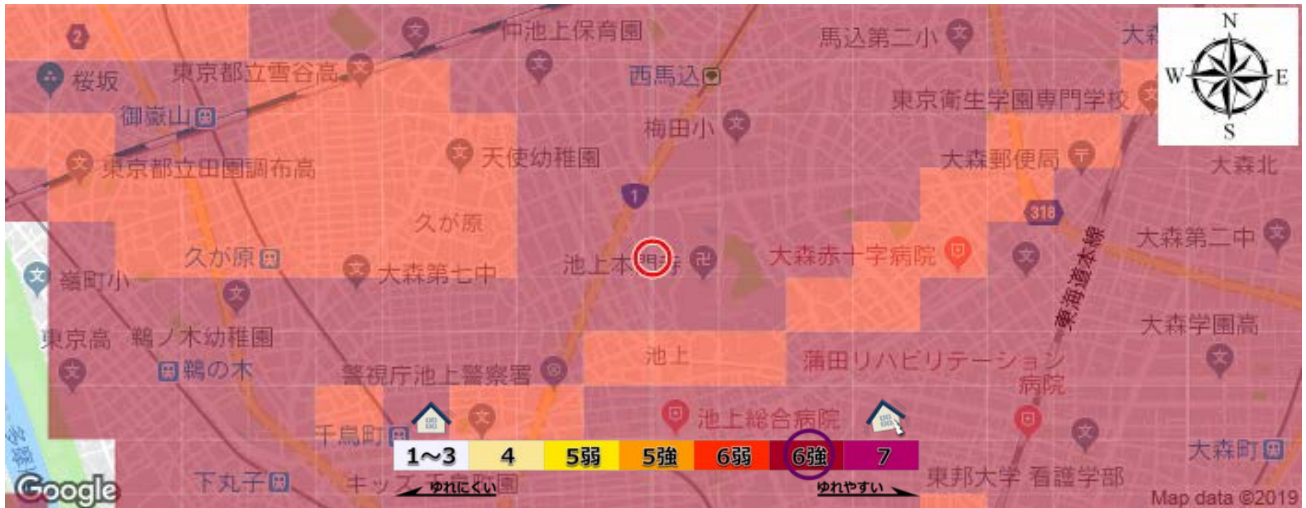 N
W E
S
2
仲池上保育園
馬込第二小
大森
桜坂
東京都立雪谷高
西馬込
東京衛生学園専門学校
御嶽山
梅田小
東京都立田園調布高
天使幼稚園
大森郵便局
大森北
1
318
久が原
久が原
大森第七中
池上本門寺
大森赤十字病院
大森第二中
嶺町小
東海道本線
東京高
鵜ノ木幼稚園
大森学園高
鵜の木
警視庁池上警察署
池上
蒲田リハビリテーション
病院
千鳥町
池上総合病院
1～3 4 5弱 5強 6弱 6強 7
大森町
ゆれにくい
ゆれやすい
下丸子
キッズ
園
東邦大学 看護学部
Google
Map data ©2019